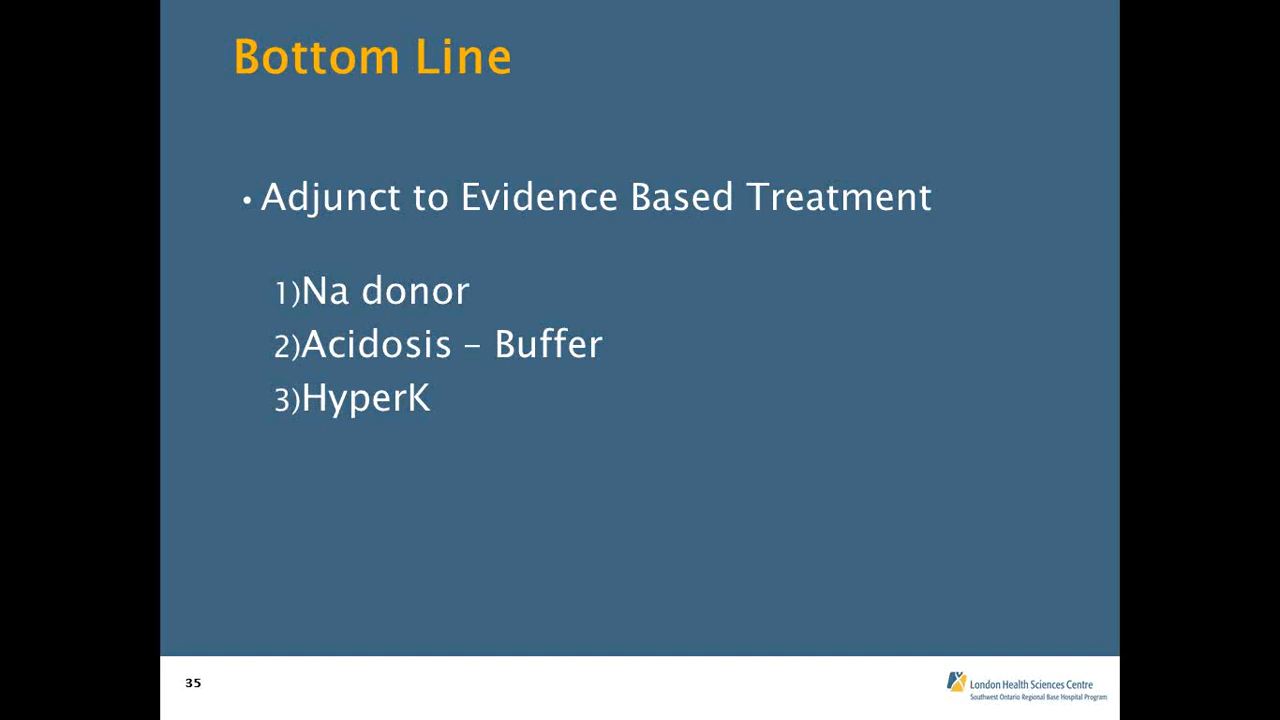 Bottom Line
• Adjunct to Evidence Based Treatment
1)Na donor
2)Acidosis – Buffer
3)HyperK
35
London Health Sciences Centre
Southwest Ontario Regional Base Hospital Program